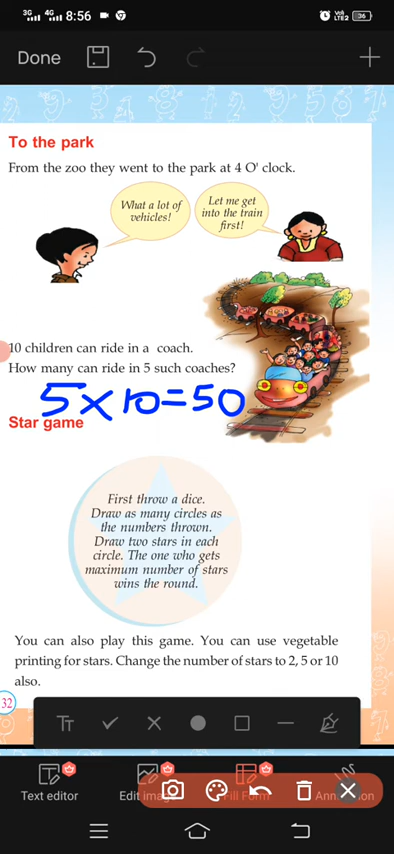 3G 4G 8:56 Vo)) LTE2 36
Done
To the park
From the zoo they went to the park at 4 O' clock.
What a lot of
vehicles!
Let me get
into the train
first!
10 children can ride in a coach.
How many can ride in 5 such coaches?
5 × 10 = 50
Star game
First throw a dice.
Draw as many circles as
the numbers thrown.
Draw two stars in each
circle. The one who gets
maximum number of stars
wins the round.
You can also play this game. You can use vegetable
printing for stars. Change the number of stars to 2, 5 or 10
also.
32
TT
Text editor Edit image Fill Form Annotation